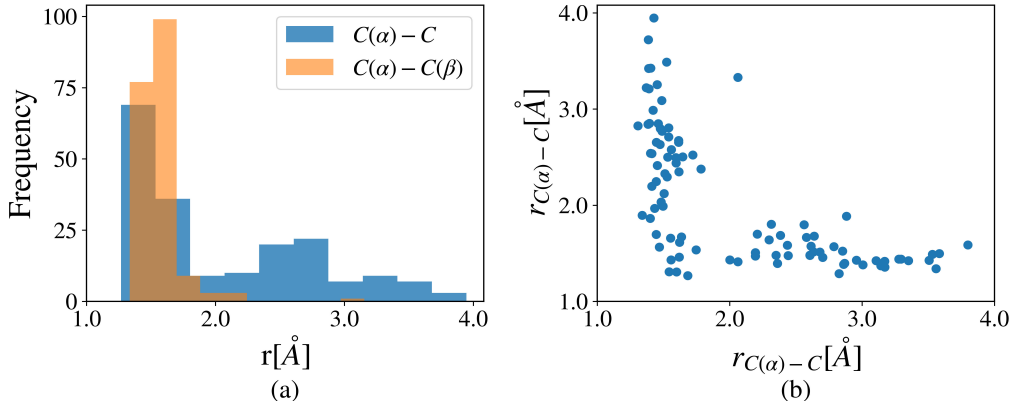 100
75
50
25
0
Frequency
C(α) − C
C(α) − C(β)
1.0
2.0
3.0
4.0
r[Å]
(a)
4.0
3.0
2.0
1.0
r_{C(α) − C}[Å]
1.0
2.0
3.0
4.0
r_{C(α) − C}[Å]
(b)